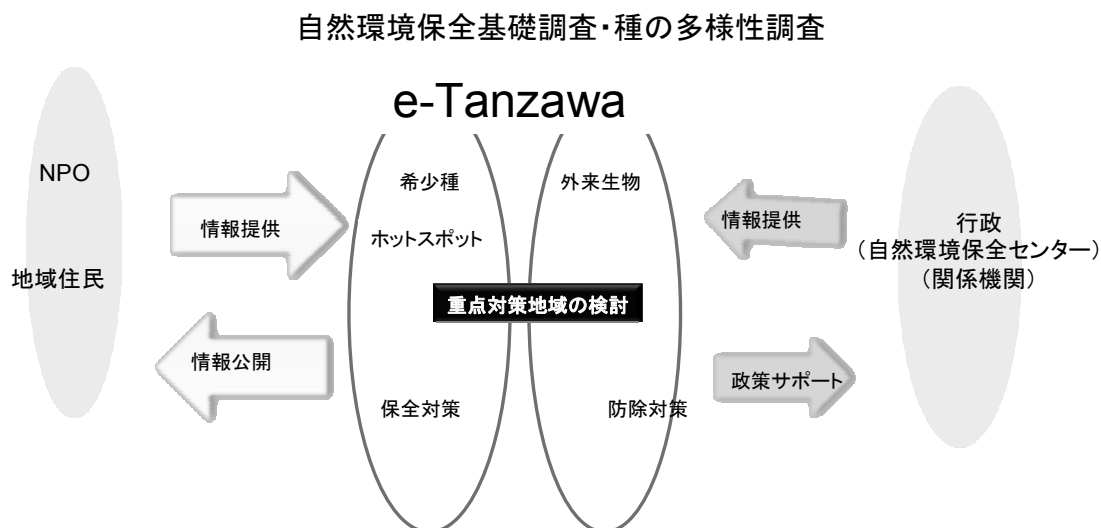 自然環境保全基礎調査・種の多様性調査
e-Tanzawa
NPO
地域住民
情報提供
情報公開
希少種
ホットスポット
外来生物
重点対策地域の検討
保全対策
防除対策
情報提供
政策サポート
行政
（自然環境保全センター）
（関係機関）